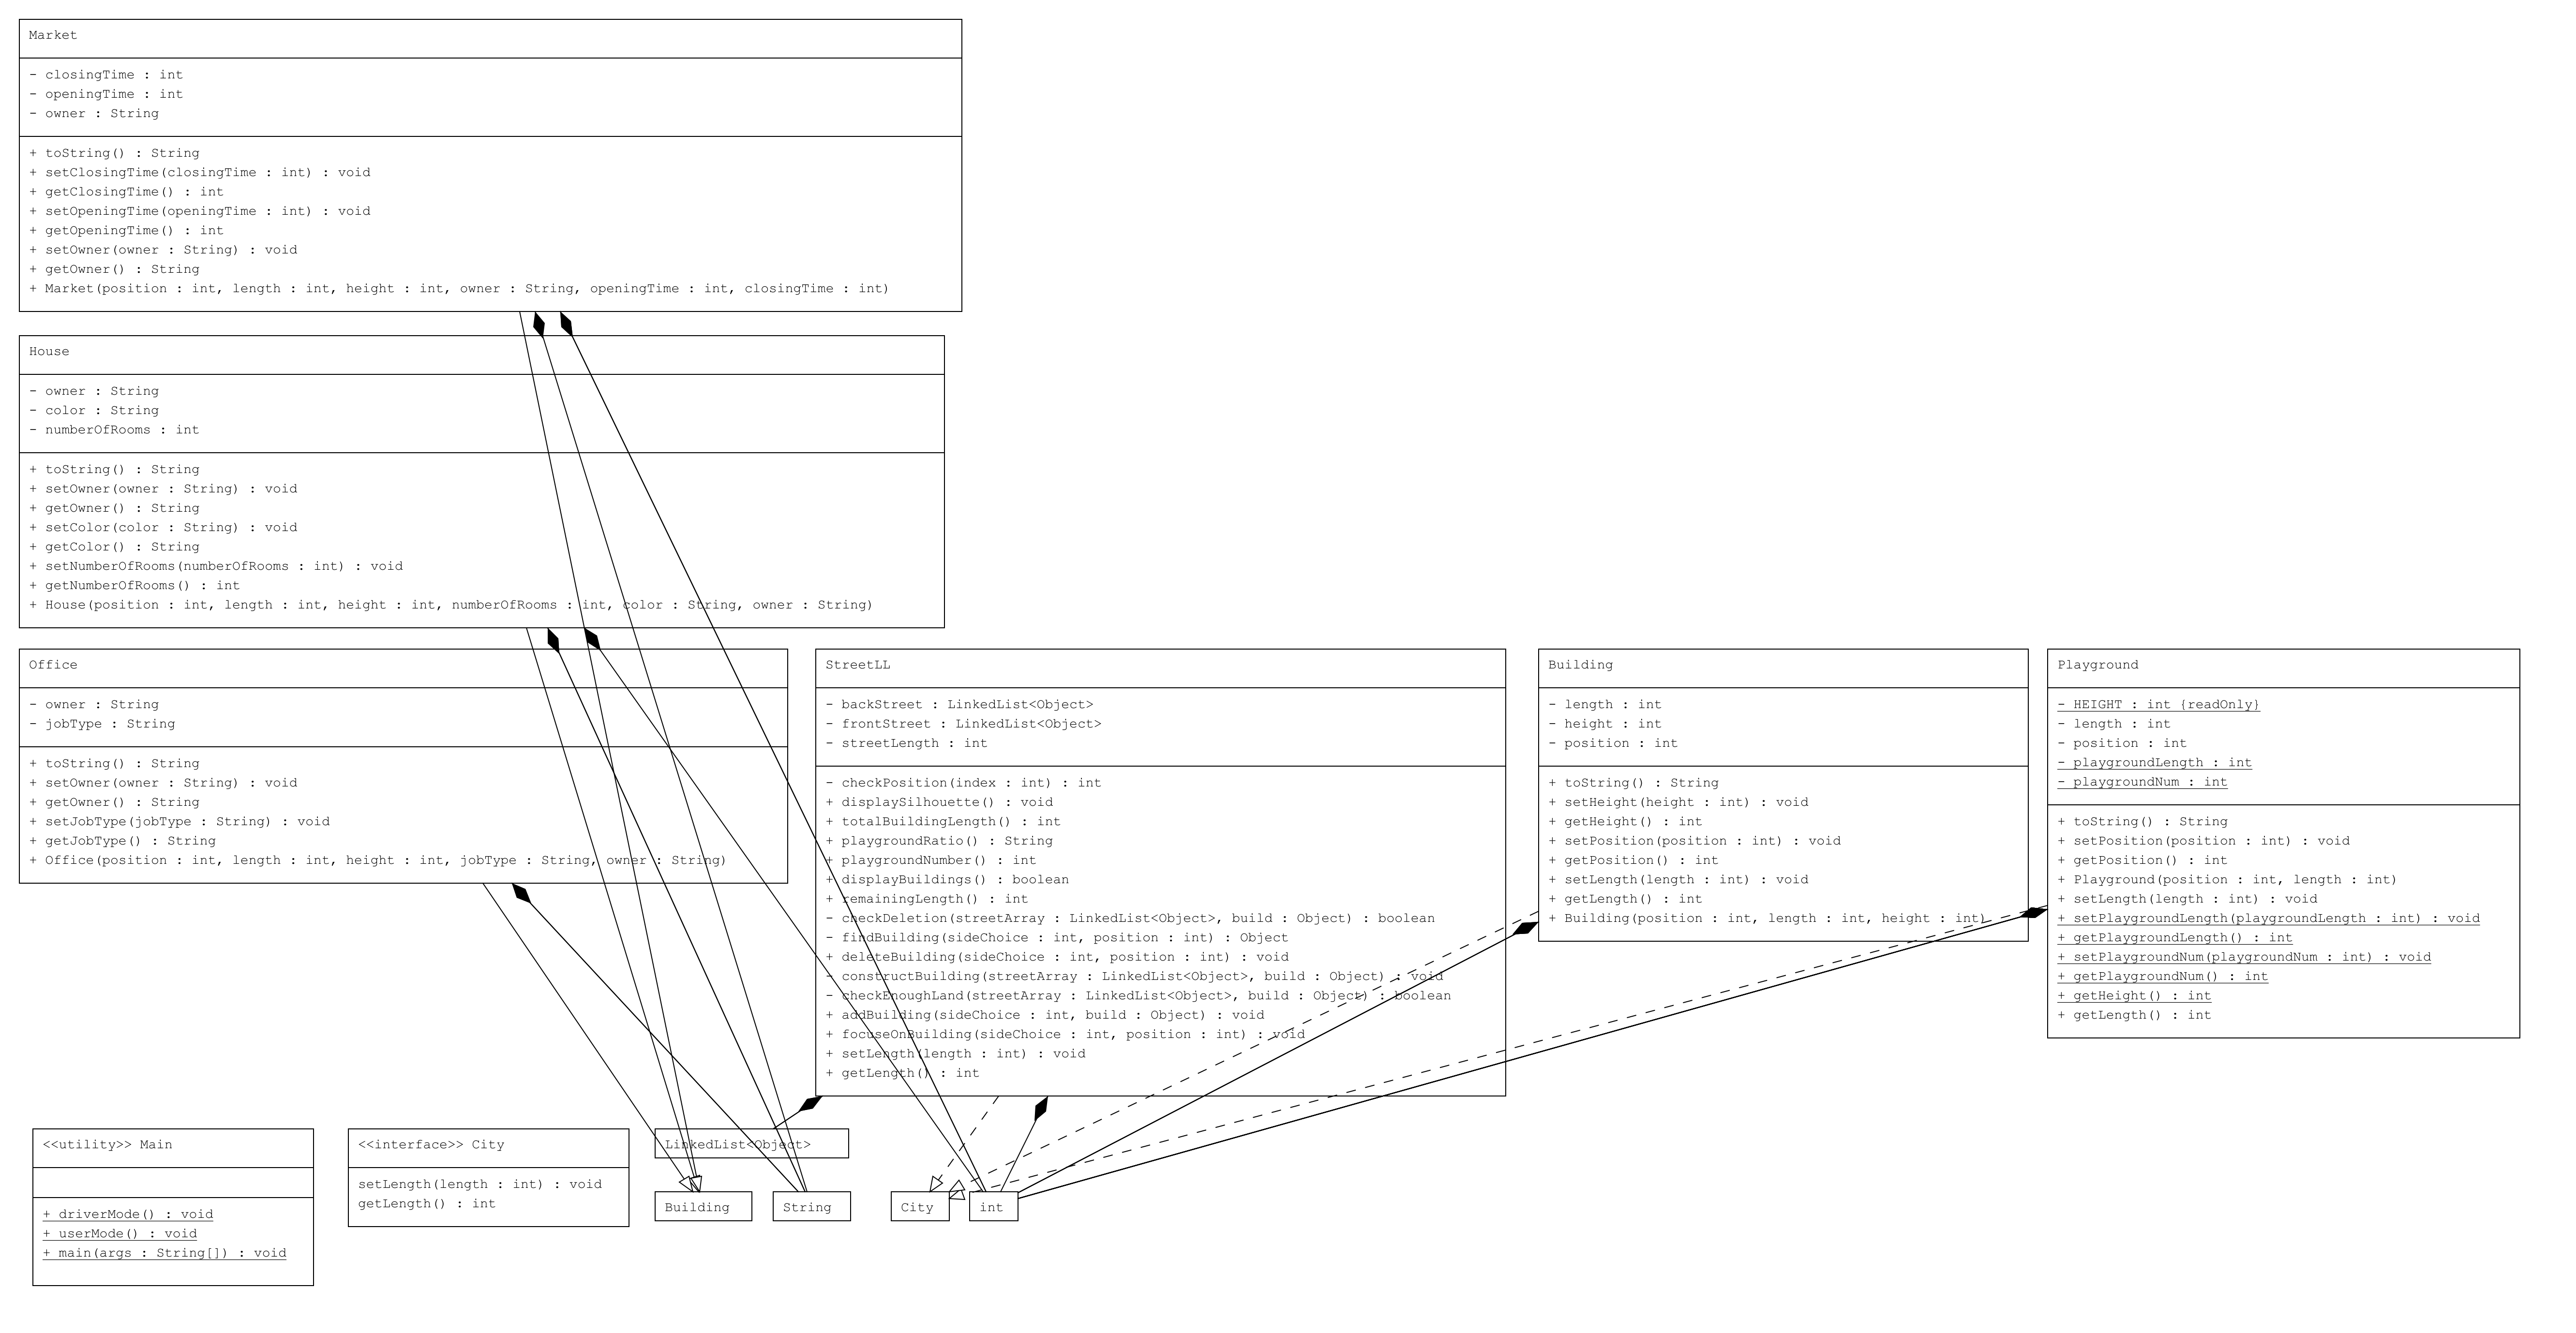 Market
- closingTime : int
- openingTime : int
- owner : String
+ toString() : String
+ setClosingTime(closingTime : int) : void
+ getClosingTime() : int
+ setOpeningTime(openingTime : int) : void
+ getOpeningTime() : int
+ setOwner(owner : String) : void
+ getOwner() : String
+ Market(position : int, length : int, height : int, owner : String, openingTime : int, closingTime : int)
House
- owner : String
- color : String
- numberOfRooms : int
+ toString() : String
+ setOwner(owner : String) : void
+ getOwner() : String
+ setColor(color : String) : void
+ getColor() : String
+ setNumberOfRooms(numberOfRooms : int) : void
+ getNumberOfRooms() : int
+ House(position : int, length : int, height : int, numberOfRooms : int, color : String, owner : String)
Office
- owner : String
- jobType : String
+ toString() : String
+ setOwner(owner : String) : void
+ getOwner() : String
+ setJobType(jobType : String) : void
+ getJobType() : String
+ Office(position : int, length : int, height : int, jobType : String, owner : String)
StreetLL
- backStreet : LinkedList<Object>
- frontStreet : LinkedList<Object>
- streetLength : int
- checkPosition(index : int) : int
+ displaySilhouette() : void
+ totalBuildingLength() : int
+ playgroundRatio() : String
+ playgroundNumber() : int
+ displayBuildings() : boolean
+ remainingLength() : int
- checkDeletion(streetArray : LinkedList<Object>, build : Object) : boolean
- findBuilding(sideChoice : int, position : int) : Object
+ deleteBuilding(sideChoice : int, position : int) : void
- constructBuilding(streetArray : LinkedList<Object>, build : Object) : void
- checkEnoughLand(streetArray : LinkedList<Object>, build : Object) : boolean
+ addBuilding(sideChoice : int, build : Object) : void
+ focuseOnBuilding(sideChoice : int, position : int) : void
+ setLength(length : int) : void
+ getLength() : int
Building
- length : int
- height : int
- position : int
+ toString() : String
+ setHeight(height : int) : void
+ getHeight() : int
+ setPosition(position : int) : void
+ getPosition() : int
+ setLength(length : int) : void
+ getLength() : int
+ Building(position : int, length : int, height : int)
Playground
- HEIGHT : int {readOnly}
- length : int
- position : int
- playgroundLength : int
- playgroundNum : int
+ toString() : String
+ setPosition(position : int) : void
+ getPosition() : int
+ Playground(position : int, length : int)
+ setLength(length : int) : void
+ setPlaygroundLength(playgroundLength : int) : void
+ getPlaygroundLength() : int
+ setPlaygroundNum(playgroundNum : int) : void
+ getPlaygroundNum() : int
+ getHeight() : int
+ getLength() : int
<<utility>> Main
+ driverMode() : void
+ userMode() : void
+ main(args : String[]) : void
<<interface>> City
setLength(length : int) : void
getLength() : int
LinkedList<Object>
Building
String
City
int